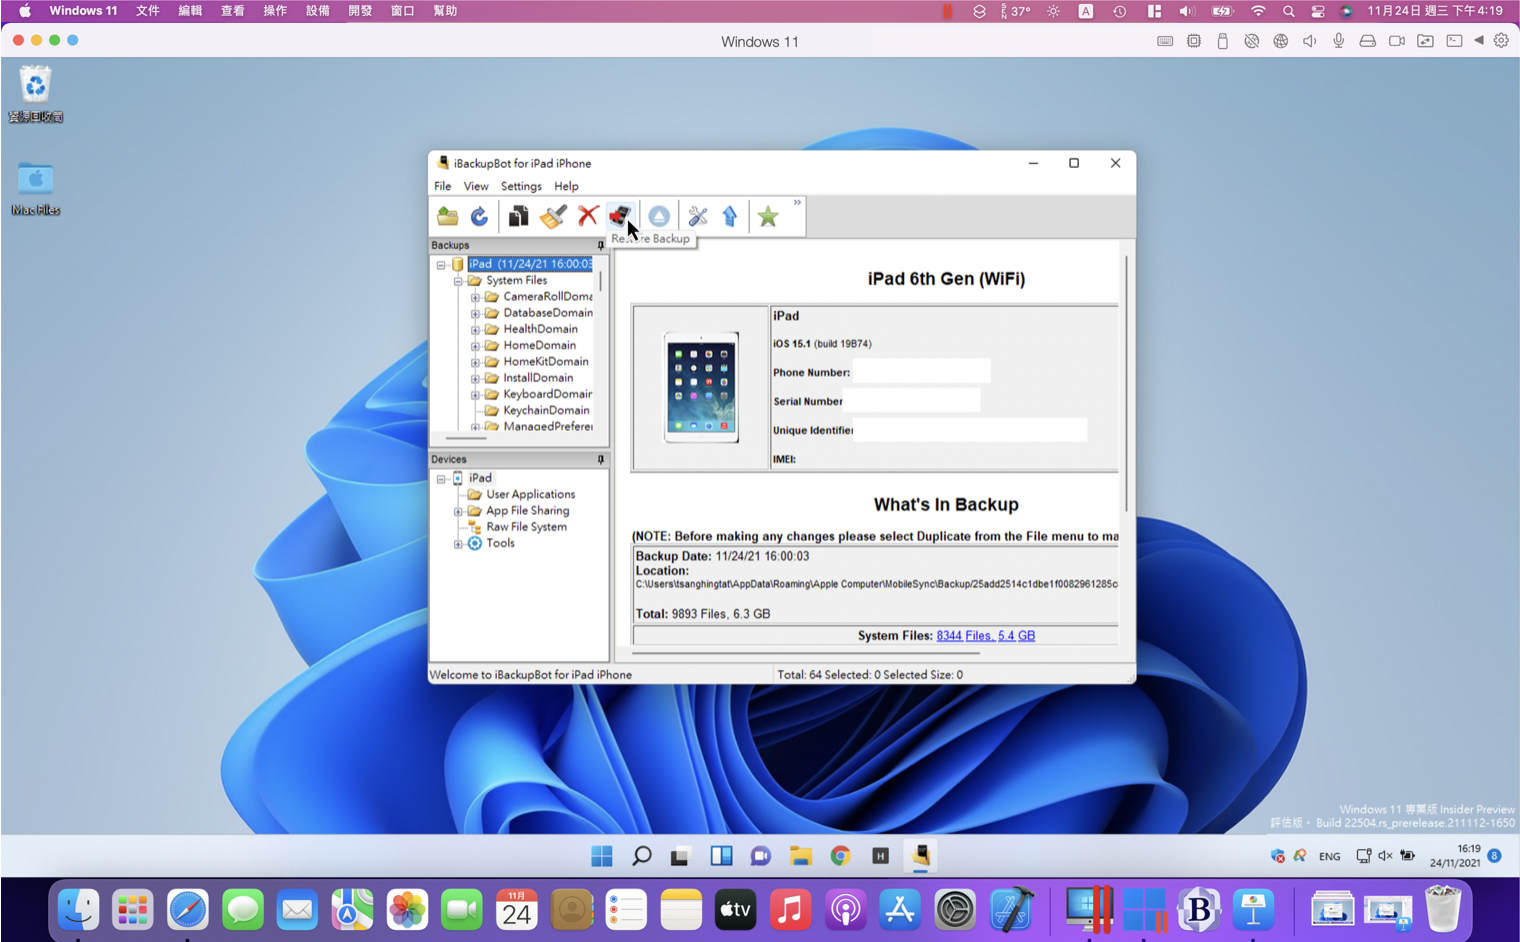 Windows 11 文件 編輯 查看 操作 設備 開發 窗口 幫助
SEN 37° A 11月24日 週三 下午4:19
Windows 11
資源回收筒
Mac Files
iBackupBot for iPad iPhone
File View Settings Help
»
Restore Backup
Backups
iPad (11/24/21 16:00:03
System Files
CameraRollDoma
DatabaseDomain
HealthDomain
HomeDomain
HomeKitDomain
InstallDomain
KeyboardDomain
KeychainDomain
ManagedPrefere
Devices
iPad
User Applications
App File Sharing
Raw File System
Tools
iPad 6th Gen (WiFi)
iPad
iOS 15.1 (build 19B74)
Phone Number:
Serial Number
Unique Identifier
IMEI:
What's In Backup
(NOTE: Before making any changes please select Duplicate from the File menu to ma
Backup Date: 11/24/21 16:00:03
Location:
C:\Users\tsanghingtat\AppData\Roaming\Apple Computer\MobileSync\Backup/25add2514c1dbe1f0082961285c
Total: 9893 Files, 6.3 GB
System Files: 8344 Files, 5.4 GB
Welcome to iBackupBot for iPad iPhone
Total: 64 Selected: 0 Selected Size: 0
Windows 11 專業版 Insider Preview
評估版。 Build 22504.rs_prerelease.211112-1650
H
ENG
16:19
24/11/2021
8
11月
24
tv
B